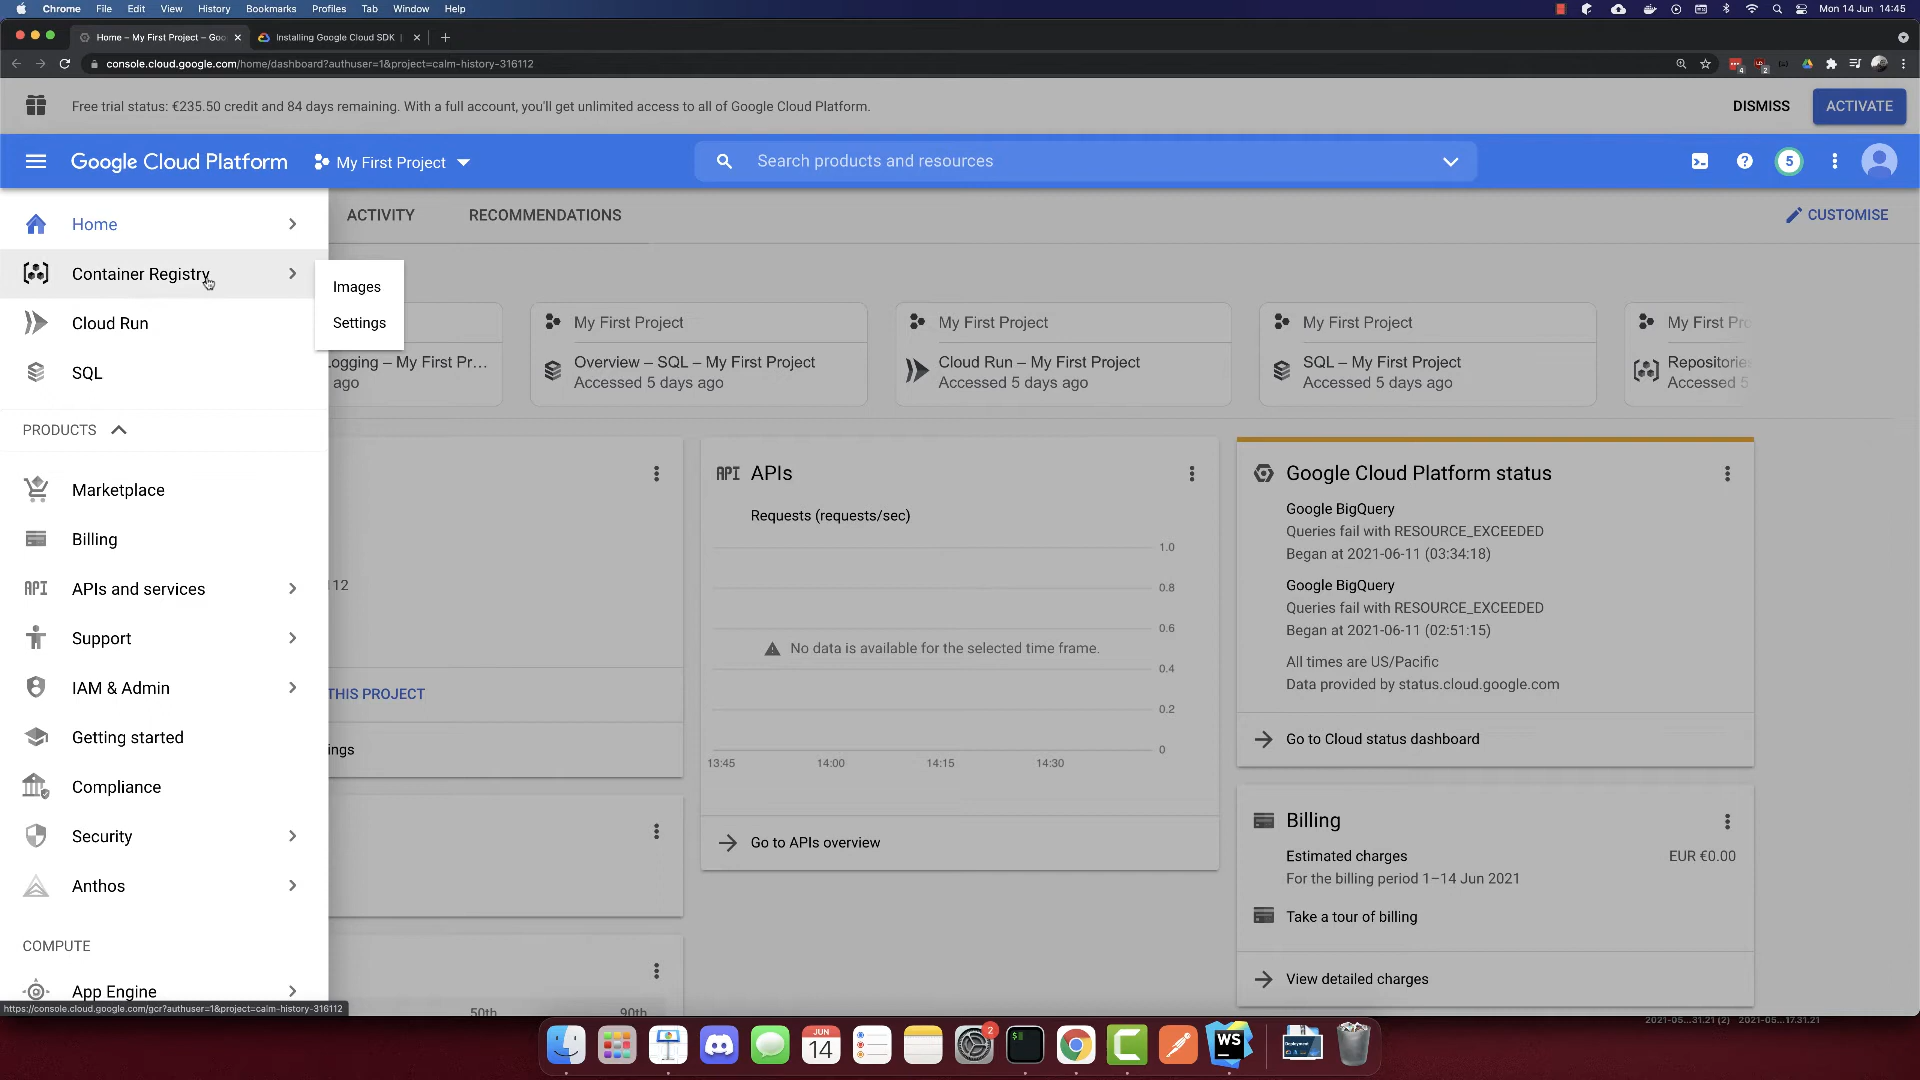 Chrome File Edit View History Bookmarks Profiles Tab Window Help
Mon 14 Jun 14:45
Home – My First Project – Goo
Installing Google Cloud SDK
console.cloud.google.com/home/dashboard?authuser=1&project=calm-history-316112
Free trial status: €235.50 credit and 84 days remaining. With a full account, you'll get unlimited access to all of Google Cloud Platform.
DISMISS
ACTIVATE
Google Cloud Platform
My First Project
Search products and resources
5
Home
Container Registry
Cloud Run
SQL
PRODUCTS
Marketplace
Billing
API
APIs and services
Support
IAM & Admin
Getting started
Compliance
Security
Anthos
COMPUTE
App Engine
https://console.cloud.google.com/gcr?authuser=1&project=calm-history-316112
Images
Settings
ACTIVITY
RECOMMENDATIONS
CUSTOMISE
ogging – My First Pr...
ago
My First Project
Overview – SQL – My First Project
Accessed 5 days ago
My First Project
Cloud Run – My First Project
Accessed 5 days ago
My First Project
SQL – My First Project
Accessed 5 days ago
My First Pro
Repositories
Accessed 5
112
THIS PROJECT
ings
50th
90th
API
APIs
Requests (requests/sec)
1.0
0.8
0.6
No data is available for the selected time frame.
0.4
0.2
0
13:45 14:00 14:15 14:30
Go to APIs overview
Google Cloud Platform status
Google BigQuery
Queries fail with RESOURCE_EXCEEDED
Began at 2021-06-11 (03:34:18)
Google BigQuery
Queries fail with RESOURCE_EXCEEDED
Began at 2021-06-11 (02:51:15)
All times are US/Pacific
Data provided by status.cloud.google.com
Go to Cloud status dashboard
Billing
Estimated charges
EUR €0.00
For the billing period 1–14 Jun 2021
Take a tour of billing
View detailed charges
2021-05...31.21 (2) 2021-05...17.31.21
JUN
14
2
WS